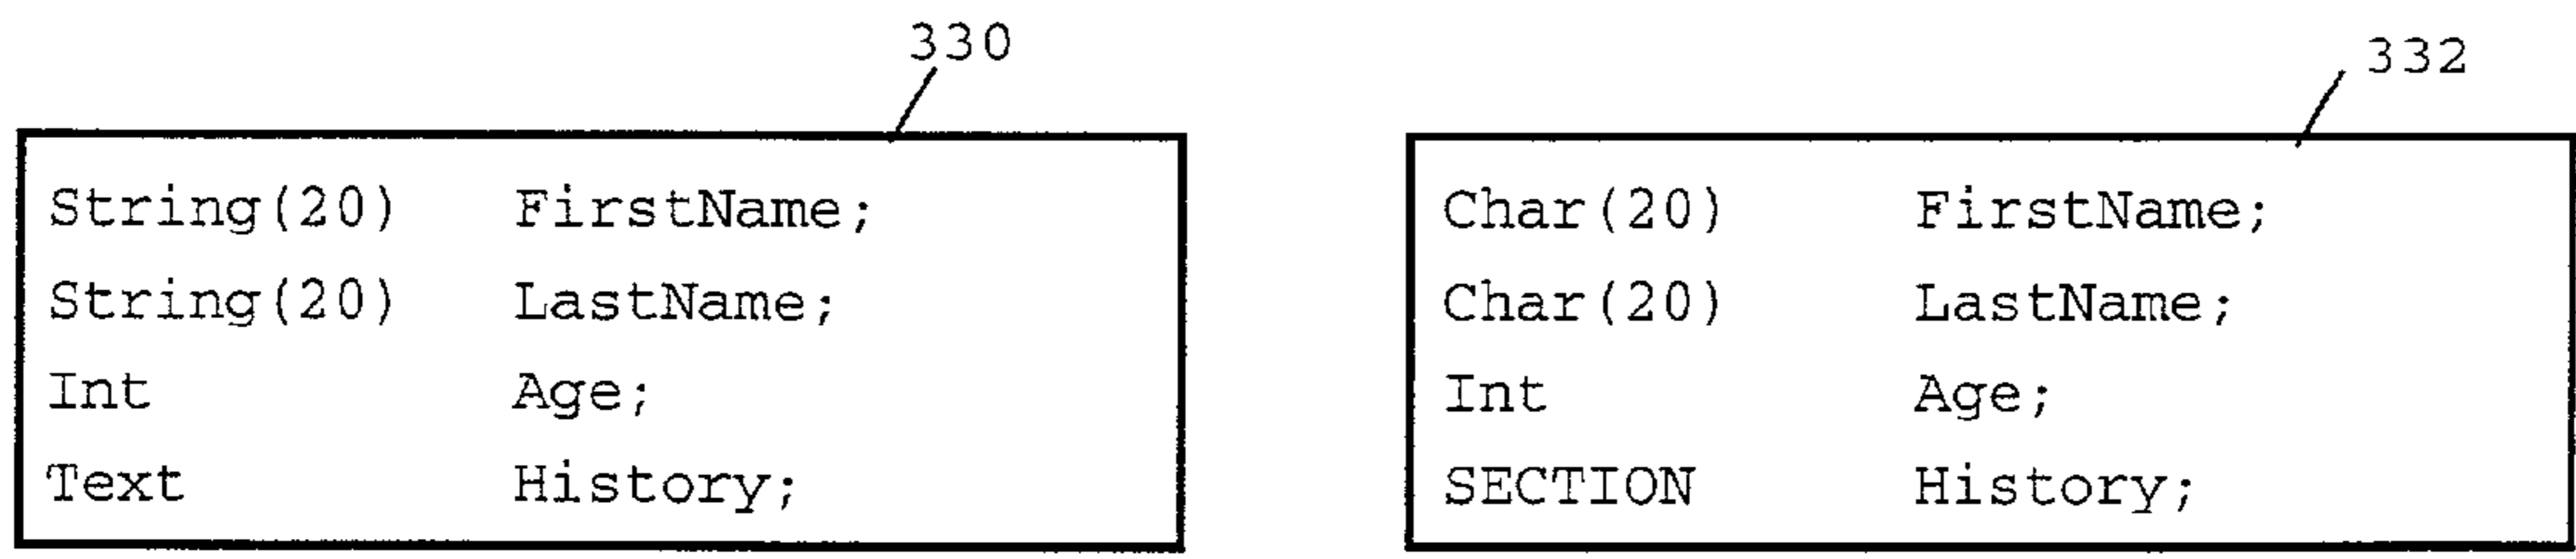 330
String(20) FirstName;
String(20) LastName;
Int Age;
Text History;
332
Char(20) FirstName;
Char(20) LastName;
Int Age;
SECTION History;